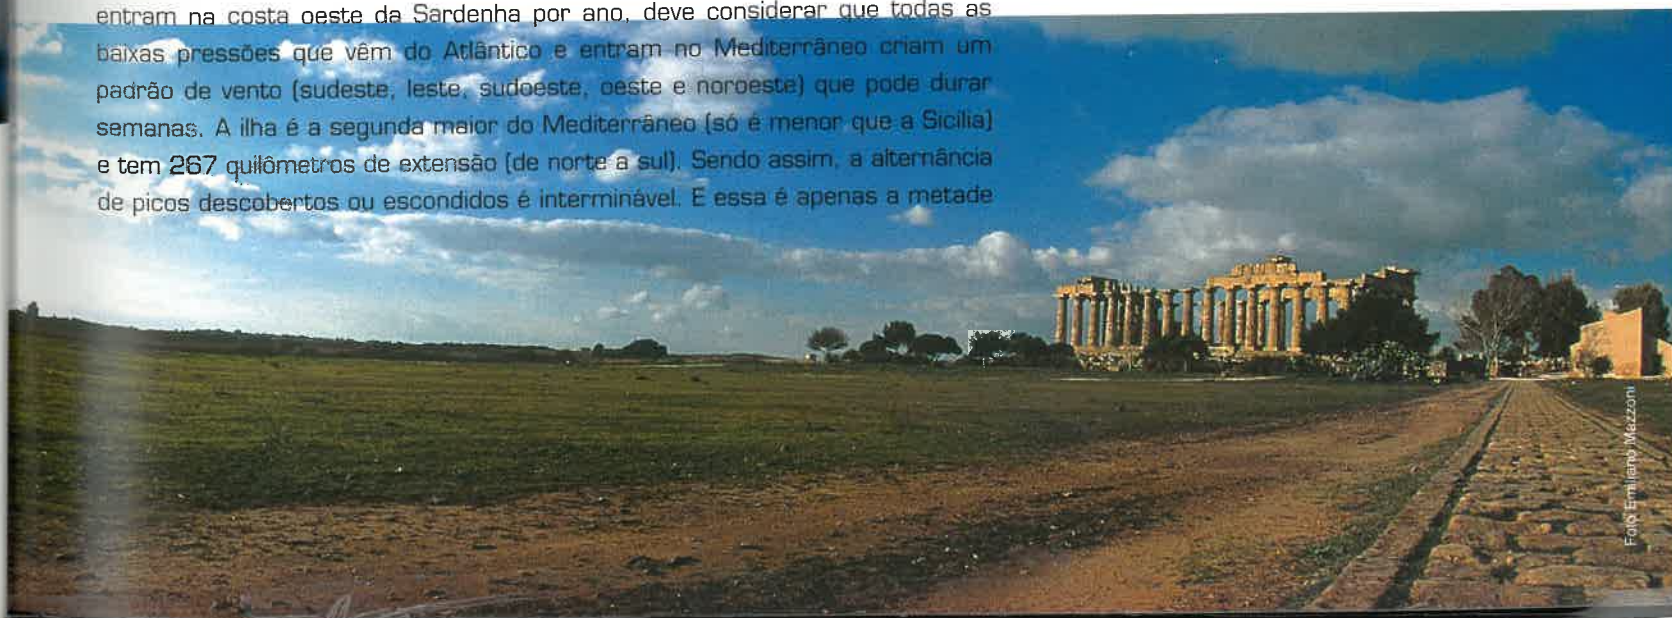 entram na costa oeste da Sardenha por ano, deve considerar que todas as
baixas pressões que vêm do Atlântico e entram no Mediterrâneo criam um
padrão de vento (sudeste, leste, sudoeste, oeste e noroeste) que pode durar
semanas. A ilha é a segunda maior do Mediterrâneo (só é menor que a Sicília)
e tem 267 quilômetros de extensão (de norte a sul). Sendo assim, a alternância
de picos descobertos ou escondidos é interminável. E essa é apenas a metade
Foto Emiliano Mazzoni